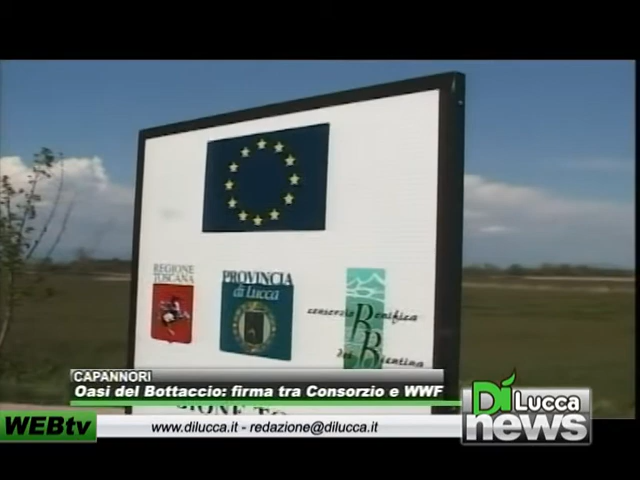 REGIONE
TOSCANA
PROVINCIA
di Lucca
consorzio Bonifica
del Bientina
CAPANNORI
Oasi del Bottaccio: firma tra Consorzio e WWF
WEBtv
www.dilucca.it - redazione@dilucca.it
Dì LUCCA
news